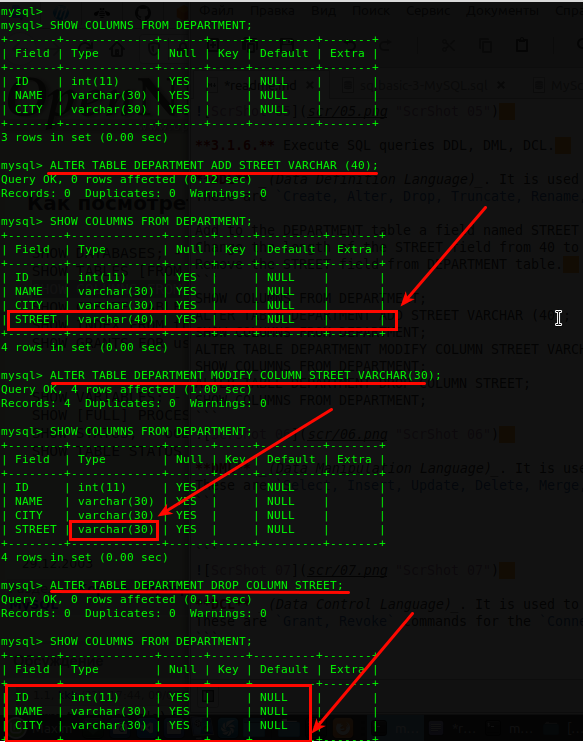 mysql>
mysql> SHOW COLUMNS FROM DEPARTMENT;
+--------+-------------+------+-----+---------+-------+
| Field  | Type        | Null | Key | Default | Extra |
+--------+-------------+------+-----+---------+-------+
| ID     | int(11)     | YES  |     | NULL    |       |
| NAME   | varchar(30) | YES  |     | NULL    |       |
| CITY   | varchar(30) | YES  |     | NULL    |       |
+--------+-------------+------+-----+---------+-------+
3 rows in set (0.00 sec)
mysql> ALTER TABLE DEPARTMENT ADD STREET VARCHAR (40);
Query OK, 0 rows affected (0.12 sec)
Records: 0  Duplicates: 0  Warnings: 0
mysql> SHOW COLUMNS FROM DEPARTMENT;
+--------+-------------+------+-----+---------+-------+
| Field  | Type        | Null | Key | Default | Extra |
+--------+-------------+------+-----+---------+-------+
| ID     | int(11)     | YES  |     | NULL    |       |
| NAME   | varchar(30) | YES  |     | NULL    |       |
| CITY   | varchar(30) | YES  |     | NULL    |       |
| STREET | varchar(40) | YES  |     | NULL    |       |
+--------+-------------+------+-----+---------+-------+
4 rows in set (0.00 sec)
mysql> ALTER TABLE DEPARTMENT MODIFY COLUMN STREET VARCHAR(30);
Query OK, 4 rows affected (1.00 sec)
Records: 4  Duplicates: 0  Warnings: 0
mysql> SHOW COLUMNS FROM DEPARTMENT;
+--------+-------------+------+-----+---------+-------+
| Field  | Type        | Null | Key | Default | Extra |
+--------+-------------+------+-----+---------+-------+
| ID     | int(11)     | YES  |     | NULL    |       |
| NAME   | varchar(30) | YES  |     | NULL    |       |
| CITY   | varchar(30) | YES  |     | NULL    |       |
| STREET | varchar(30) | YES  |     | NULL    |       |
+--------+-------------+------+-----+---------+-------+
4 rows in set (0.00 sec)
mysql> ALTER TABLE DEPARTMENT DROP COLUMN STREET;
Query OK, 0 rows affected (0.11 sec)
Records: 0  Duplicates: 0  Warnings: 0
mysql> SHOW COLUMNS FROM DEPARTMENT;
+--------+-------------+------+-----+---------+-------+
| Field  | Type        | Null | Key | Default | Extra |
+--------+-------------+------+-----+---------+-------+
| ID     | int(11)     | YES  |     | NULL    |       |
| NAME   | varchar(30) | YES  |     | NULL    |       |
| CITY   | varchar(30) | YES  |     | NULL    |       |